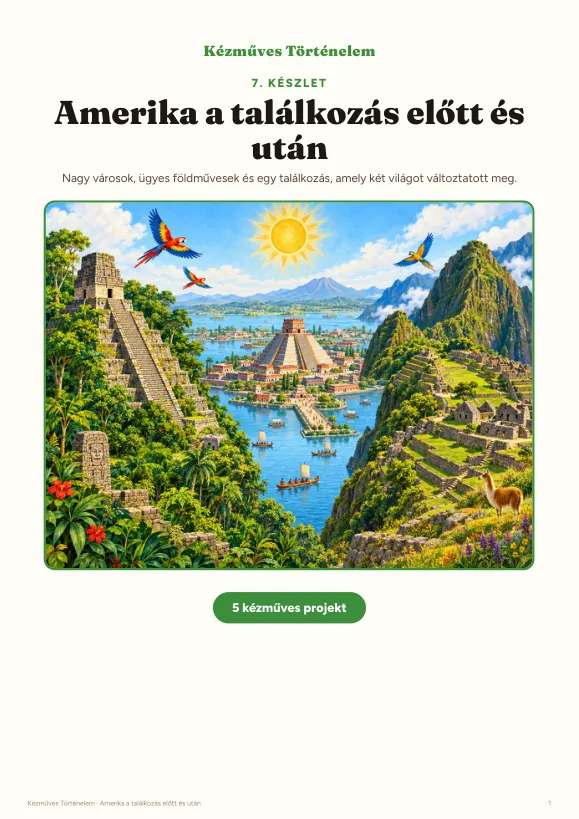 Kézműves Történelem
7. KÉSZLET
Amerika a találkozás előtt és
után
Nagy városok, ügyes földművesek és egy találkozás, amely két világot változtatott meg.
5 kézműves projekt
Kézműves Történelem · Amerika a találkozás előtt és után
1